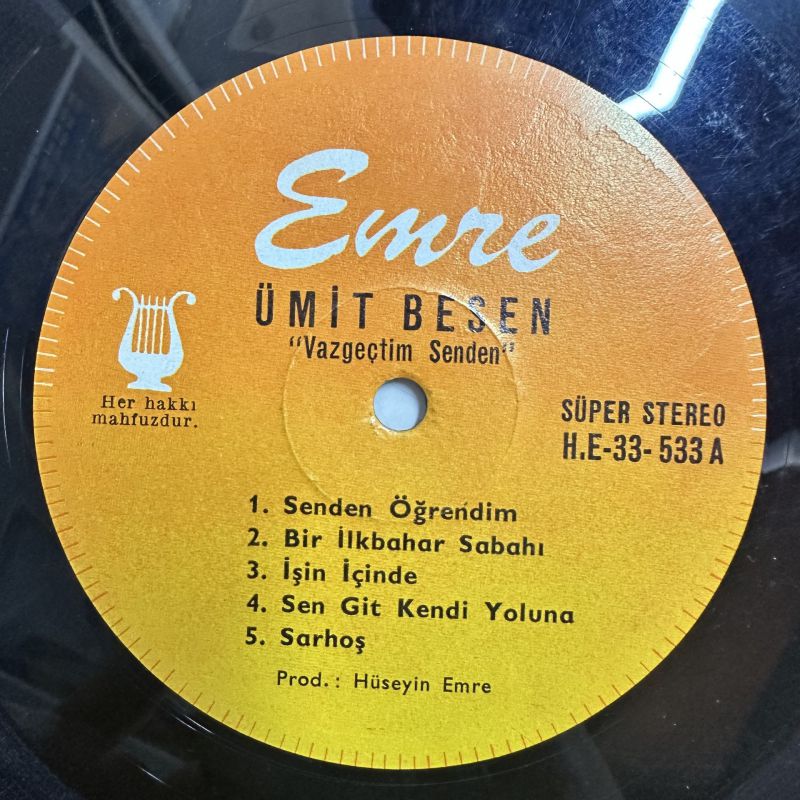 Emre
ÜMİT BESEN
"Vazgeçtim Senden"
Her hakkı
mahfuzdur.
SÜPER STEREO
H.E-33-533 A
1. Senden Öğrendim
2. Bir İlkbahar Sabahı
3. İşin İçinde
4. Sen Git Kendi Yoluna
5. Sarhoş
Prod.: Hüseyin Emre